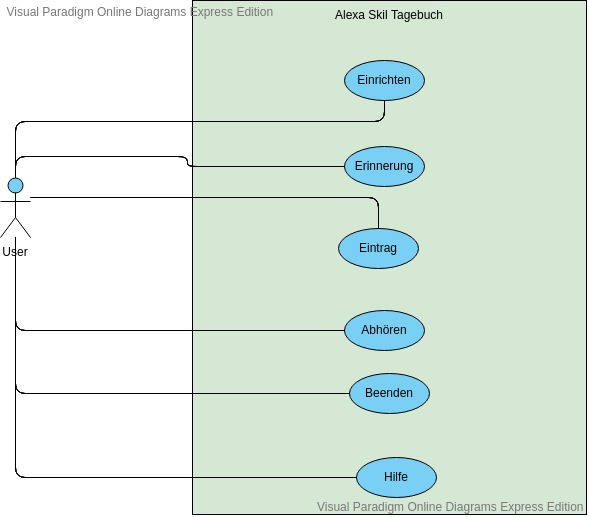 Visual Paradigm Online Diagrams Express Edition
Alexa Skil Tagebuch
Einrichten
Erinnerung
Eintrag
User
Abhören
Beenden
Hilfe
Visual Paradigm Online Diagrams Express Edition